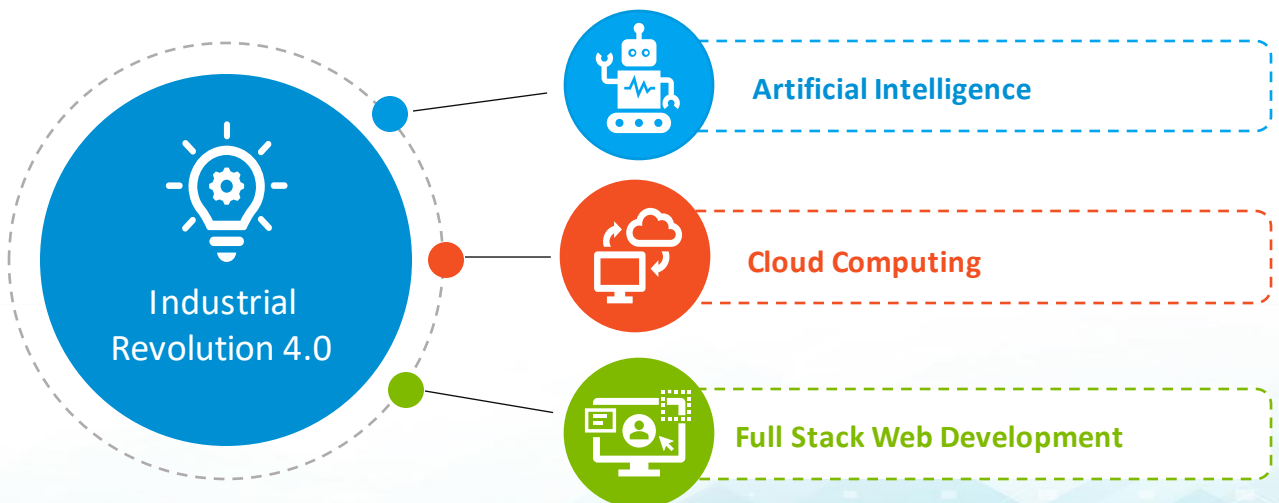 Industrial
Revolution 4.0
Artificial Intelligence
Cloud Computing
Full Stack Web Development